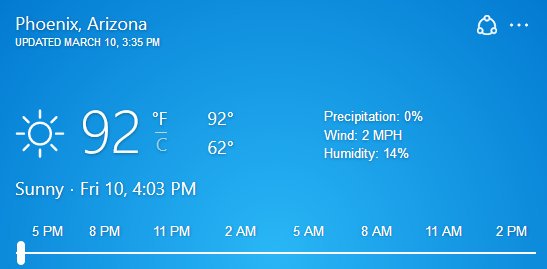 Phoenix, Arizona
UPDATED MARCH 10, 3:35 PM
92 °F 92° Precipitation: 0%
C 62° Wind: 2 MPH
Humidity: 14%
Sunny · Fri 10, 4:03 PM
5 PM 8 PM 11 PM 2 AM 5 AM 8 AM 11 AM 2 PM